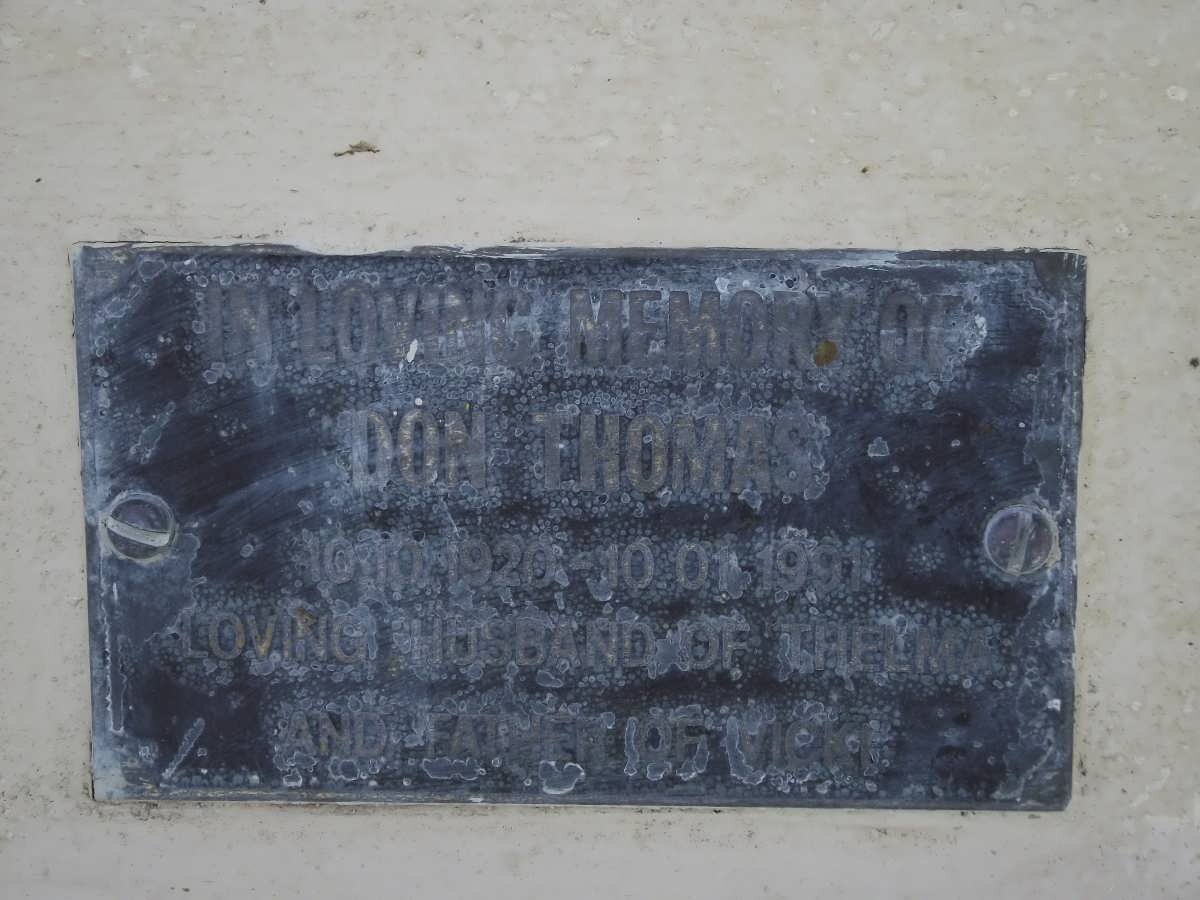 IN LOVING MEMORY OF
DON THOMAS
10.10.1920 - 10.01.1991
LOVING HUSBAND OF THELMA
AND FATHER OF VICKI